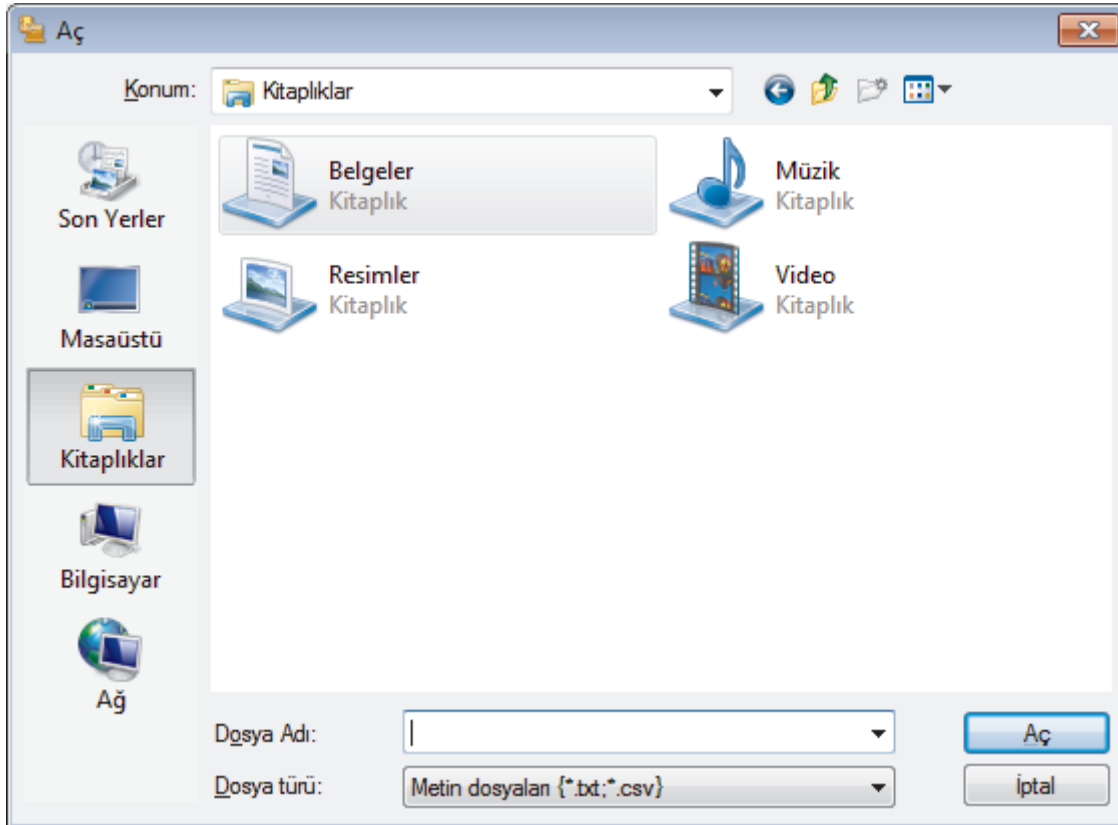 Aç
Konum: Kitaplıklar
Son Yerler
Masaüstü
Kitaplıklar
Bilgisayar
Ağ
Belgeler
Kitaplık
Müzik
Kitaplık
Resimler
Kitaplık
Video
Kitaplık
Dosya Adı:
Aç
Dosya türü: Metin dosyaları {*.txt;*.csv}
İptal